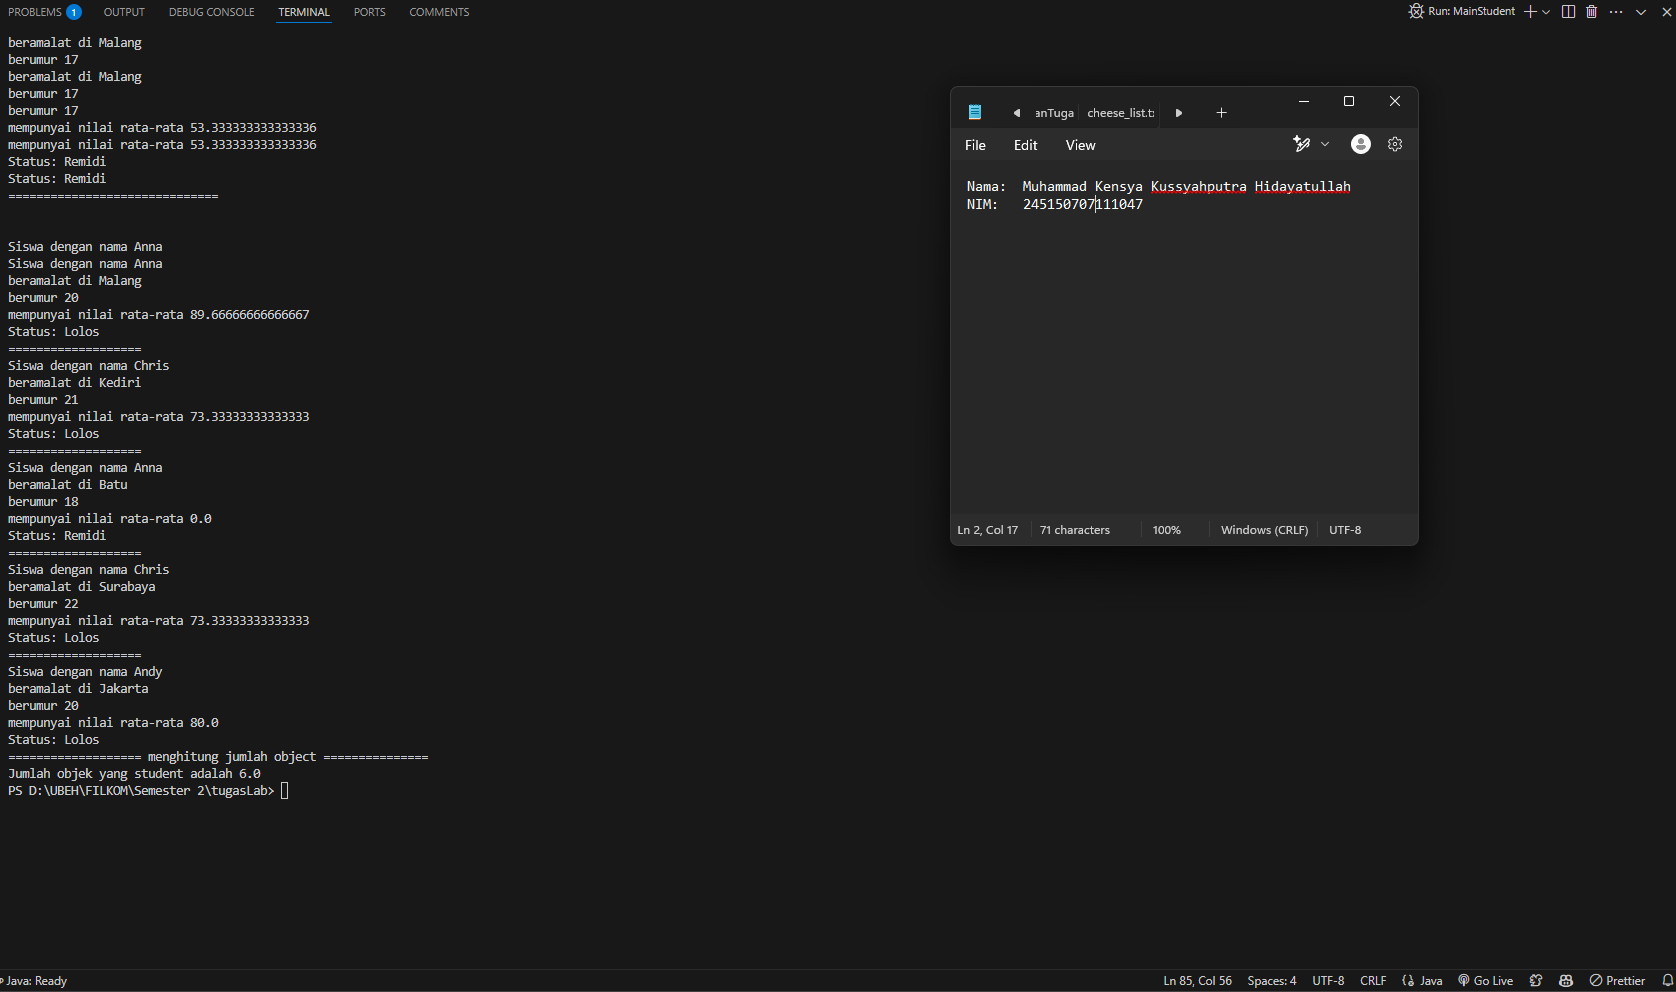 PROBLEMS 1 OUTPUT DEBUG CONSOLE TERMINAL PORTS COMMENTS Run: MainStudent
beramalat di Malang
berumur 17
beramalat di Malang
berumur 17
berumur 17
mempunyai nilai rata-rata 53.333333333333336
mempunyai nilai rata-rata 53.333333333333336
Status: Remidi
Status: Remidi
==============================
Siswa dengan nama Anna
Siswa dengan nama Anna
beramalat di Malang
berumur 20
mempunyai nilai rata-rata 89.66666666666667
Status: Lolos
===================
Siswa dengan nama Chris
beramalat di Kediri
berumur 21
mempunyai nilai rata-rata 73.33333333333333
Status: Lolos
===================
Siswa dengan nama Anna
beramalat di Batu
berumur 18
mempunyai nilai rata-rata 0.0
Status: Remidi
===================
Siswa dengan nama Chris
beramalat di Surabaya
berumur 22
mempunyai nilai rata-rata 73.33333333333333
Status: Lolos
===================
Siswa dengan nama Andy
beramalat di Jakarta
berumur 20
mempunyai nilai rata-rata 80.0
Status: Lolos
=================== menghitung jumlah object ===============
Jumlah objek yang student adalah 6.0
PS D:\UBEH\FILKOM\Semester 2\tugasLab>
anTuga cheese_list.t
File Edit View
Nama: Muhammad Kensya Kussyahputra Hidayatullah
NIM: 245150707111047
Ln 2, Col 17 71 characters 100% Windows (CRLF) UTF-8
Java: Ready Ln 85, Col 56 Spaces: 4 UTF-8 CRLF Java Go Live Prettier